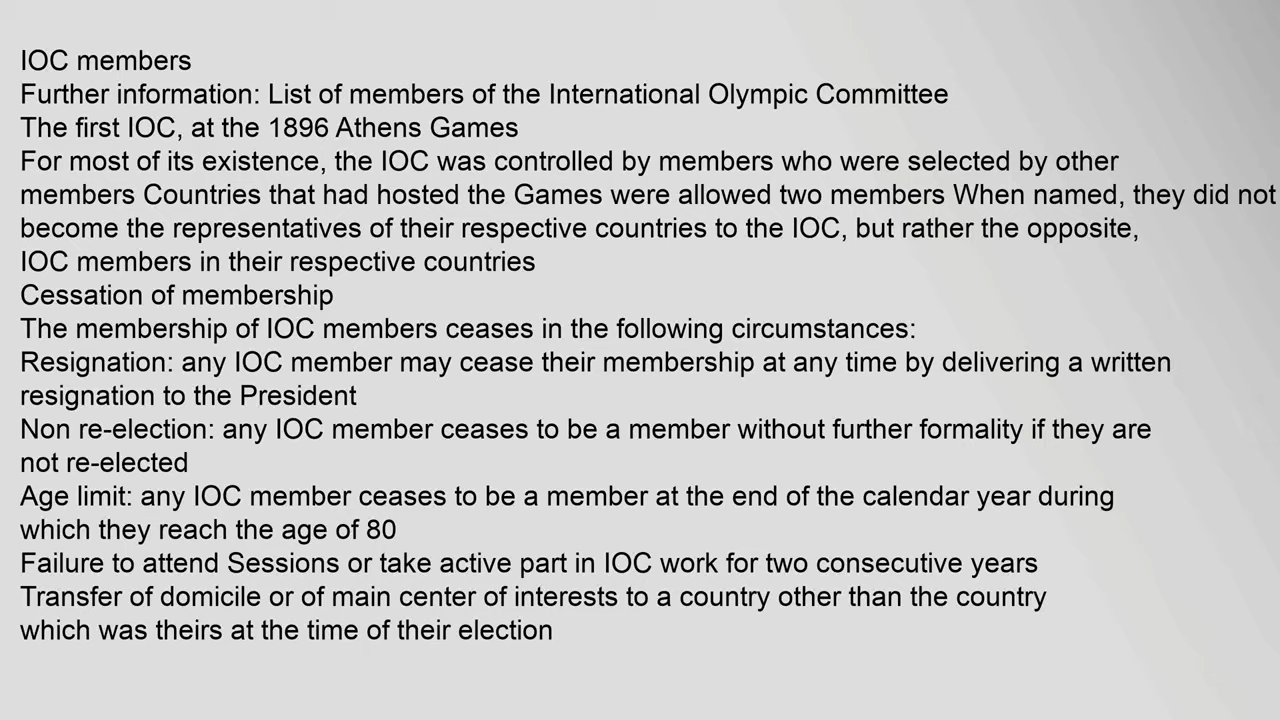 IOC members
Further information: List of members of the International Olympic Committee
The first IOC, at the 1896 Athens Games
For most of its existence, the IOC was controlled by members who were selected by other
members Countries that had hosted the Games were allowed two members When named, they did not
become the representatives of their respective countries to the IOC, but rather the opposite,
IOC members in their respective countries
Cessation of membership
The membership of IOC members ceases in the following circumstances:
Resignation: any IOC member may cease their membership at any time by delivering a written
resignation to the President
Non re-election: any IOC member ceases to be a member without further formality if they are
not re-elected
Age limit: any IOC member ceases to be a member at the end of the calendar year during
which they reach the age of 80
Failure to attend Sessions or take active part in IOC work for two consecutive years
Transfer of domicile or of main center of interests to a country other than the country
which was theirs at the time of their election